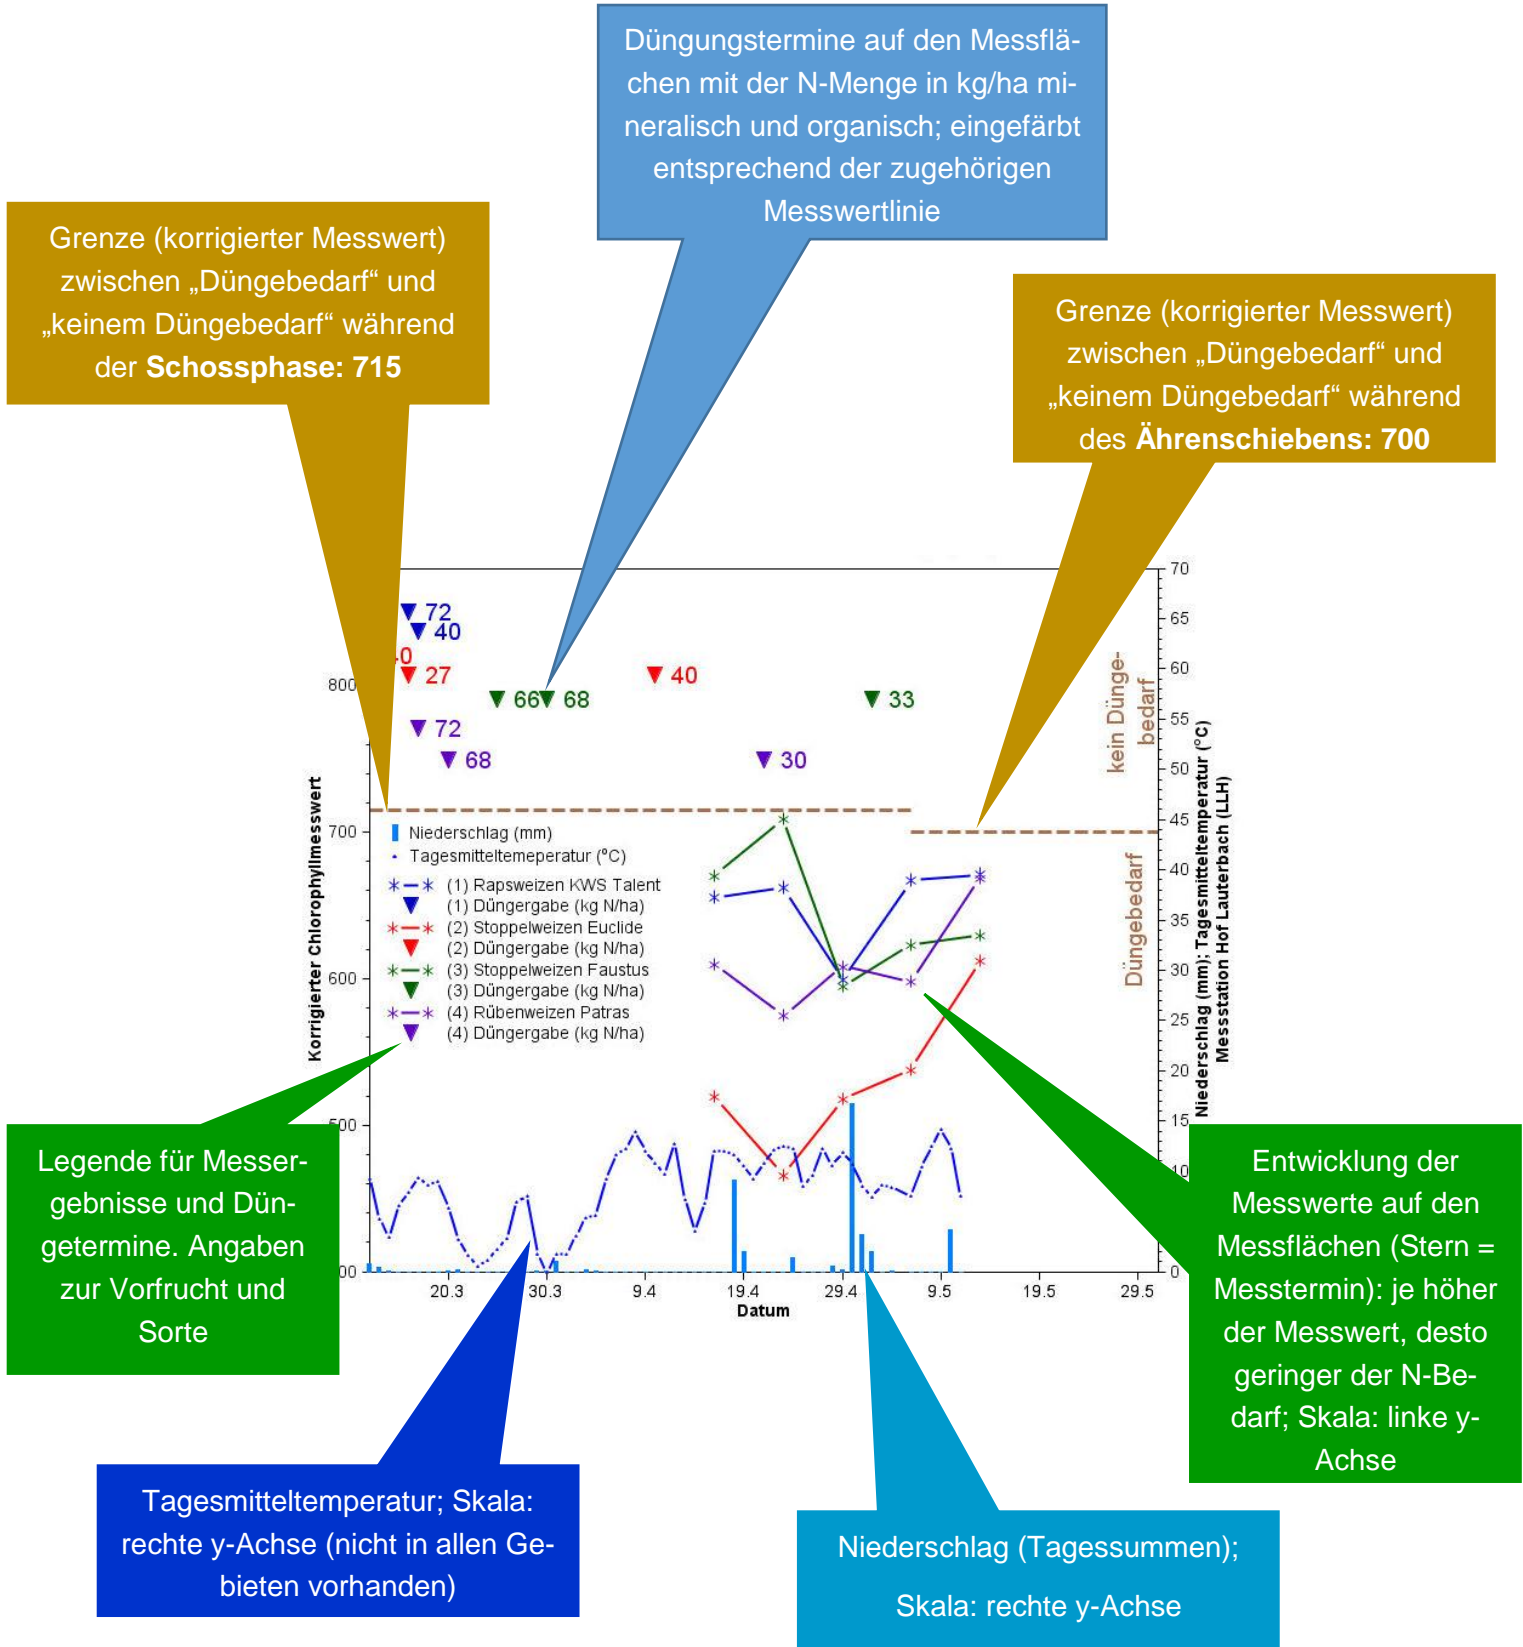 Düngungstermine auf den Messflä-
chen mit der N-Menge in kg/ha mi-
neralisch und organisch; eingefärbt
entsprechend der zugehörigen
Messwertlinie
Grenze (korrigierter Messwert)
zwischen „Düngebedarf“ und
„keinem Düngebedarf“ während
der Schossphase: 715
Grenze (korrigierter Messwert)
zwischen „Düngebedarf“ und
„keinem Düngebedarf“ während
des Ährenschiebens: 700
72
40
27
66
68
40
33
72
68
30
kein Dünge-
bedarf
Düngebedarf
Korrigierter Chlorophyllmesswert
700
600
Niederschlag (mm)
Tagesmitteltemeperatur (°C)
(1) Rapsweizen KWS Talent
(1) Düngergabe (kg N/ha)
(2) Stoppelweizen Euclide
(2) Düngergabe (kg N/ha)
(3) Stoppelweizen Faustus
(3) Düngergabe (kg N/ha)
(4) Rübenweizen Patras
(4) Düngergabe (kg N/ha)
70
65
60
55
50
45
40
35
30
25
20
15
10
0
Niederschlag (mm); Tagesmitteltemperatur (°C)
Messstation Hof Lauterbach (LLH)
20.3
30.3
9.4
19.4
29.4
9.5
19.5
29.5
Datum
Legende für Messer-
gebnisse und Dün-
getermine. Angaben
zur Vorfrucht und
Sorte
Entwicklung der
Messwerte auf den
Messflächen (Stern =
Messtermin): je höher
der Messwert, desto
geringer der N-Be-
darf; Skala: linke y-
Achse
Tagesmitteltemperatur; Skala:
rechte y-Achse (nicht in allen Ge-
bieten vorhanden)
Niederschlag (Tagessummen);
Skala: rechte y-Achse